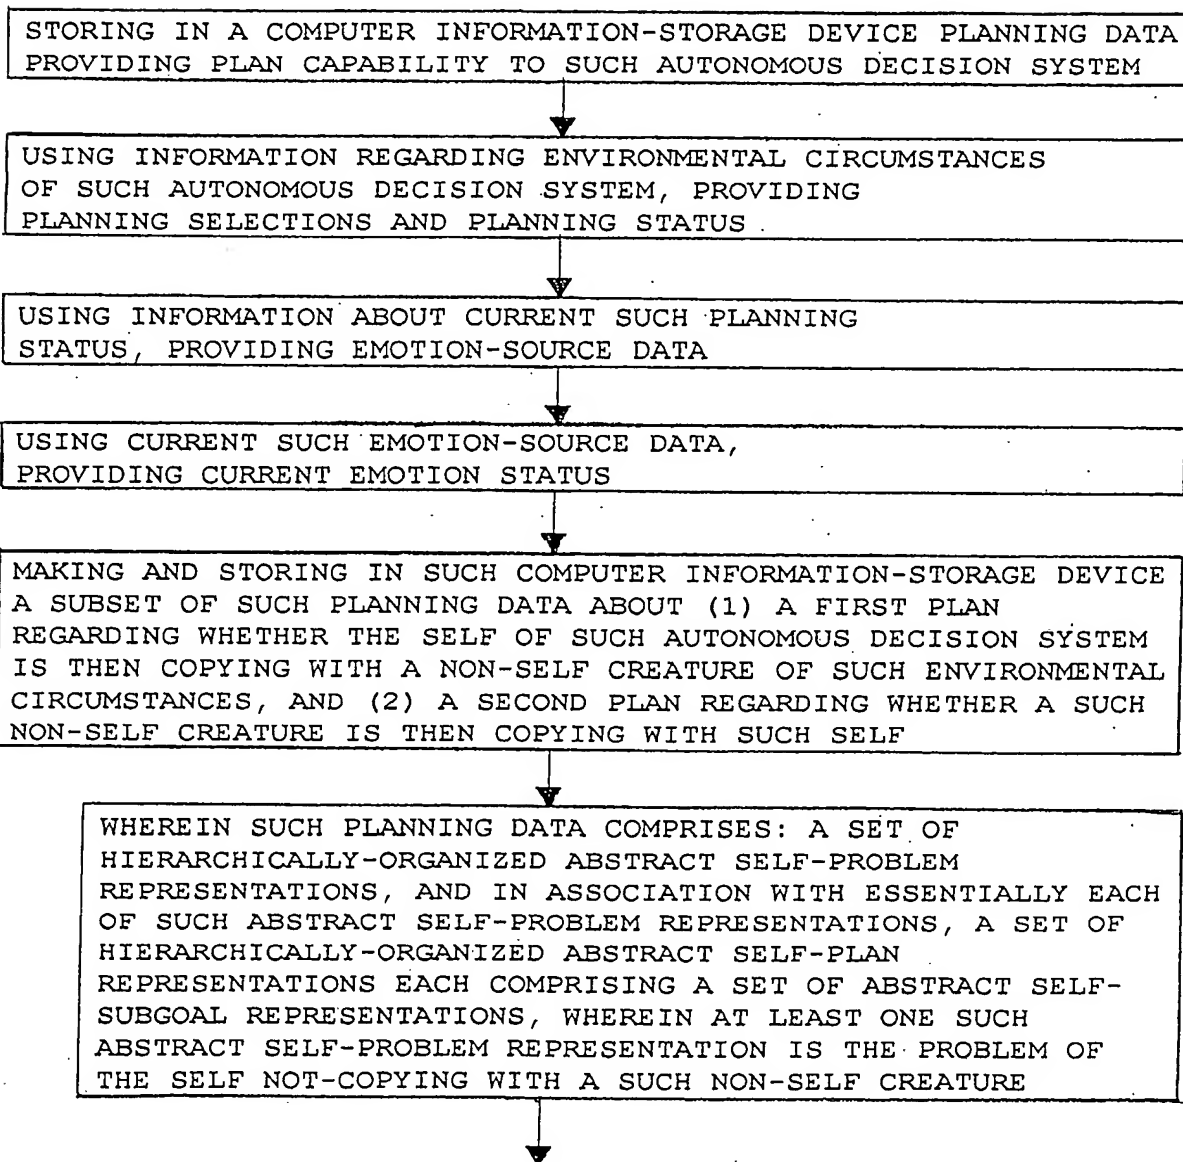 STORING IN A COMPUTER INFORMATION-STORAGE DEVICE PLANNING DATA
PROVIDING PLAN CAPABILITY TO SUCH AUTONOMOUS DECISION SYSTEM
USING INFORMATION REGARDING ENVIRONMENTAL CIRCUMSTANCES
OF SUCH AUTONOMOUS DECISION SYSTEM, PROVIDING
PLANNING SELECTIONS AND PLANNING STATUS
USING INFORMATION ABOUT CURRENT SUCH PLANNING
STATUS, PROVIDING EMOTION-SOURCE DATA
USING CURRENT SUCH EMOTION-SOURCE DATA,
PROVIDING CURRENT EMOTION STATUS
MAKING AND STORING IN SUCH COMPUTER INFORMATION-STORAGE DEVICE
A SUBSET OF SUCH PLANNING DATA ABOUT (1) A FIRST PLAN
REGARDING WHETHER THE SELF OF SUCH AUTONOMOUS DECISION SYSTEM
IS THEN COPYING WITH A NON-SELF CREATURE OF SUCH ENVIRONMENTAL
CIRCUMSTANCES, AND (2) A SECOND PLAN REGARDING WHETHER A SUCH
NON-SELF CREATURE IS THEN COPYING WITH SUCH SELF
WHEREIN SUCH PLANNING DATA COMPRISES: A SET OF
HIERARCHICALLY-ORGANIZED ABSTRACT SELF-PROBLEM
REPRESENTATIONS, AND IN ASSOCIATION WITH ESSENTIALLY EACH
OF SUCH ABSTRACT SELF-PROBLEM REPRESENTATIONS, A SET OF
HIERARCHICALLY-ORGANIZED ABSTRACT SELF-PLAN
REPRESENTATIONS EACH COMPRISING A SET OF ABSTRACT SELF-
SUBGOAL REPRESENTATIONS, WHEREIN AT LEAST ONE SUCH
ABSTRACT SELF-PROBLEM REPRESENTATION IS THE PROBLEM OF
THE SELF NOT-COPYING WITH A SUCH NON-SELF CREATURE